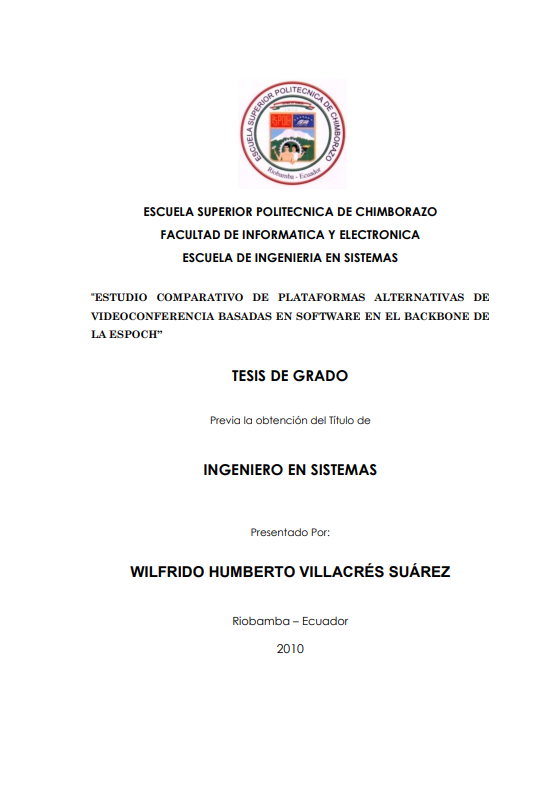 ESCUELA SUPERIOR POLITECNICA DE CHIMBORAZO
Riobamba - Ecuador
ESCUELA SUPERIOR POLITECNICA DE CHIMBORAZO
FACULTAD DE INFORMATICA Y ELECTRONICA
ESCUELA DE INGENIERIA EN SISTEMAS
"ESTUDIO COMPARATIVO DE PLATAFORMAS ALTERNATIVAS DE
VIDEOCONFERENCIA BASADAS EN SOFTWARE EN EL BACKBONE DE
LA ESPOCH”
TESIS DE GRADO
Previa la obtención del Título de
INGENIERO EN SISTEMAS
Presentado Por:
WILFRIDO HUMBERTO VILLACRÉS SUÁREZ
Riobamba – Ecuador
2010